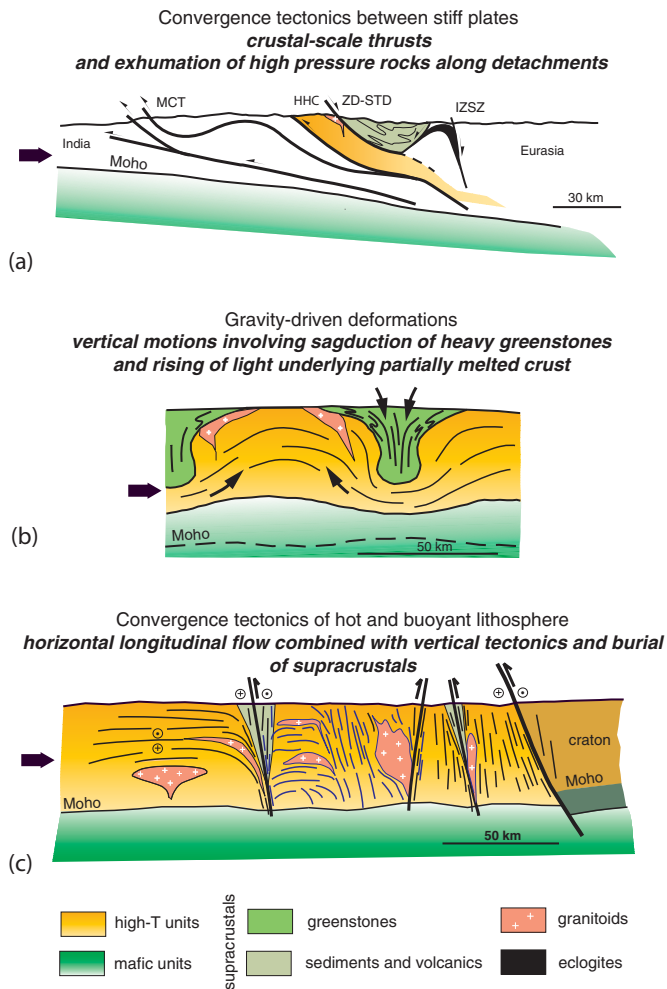 Convergence tectonics between stiff plates
crustal-scale thrusts
and exhumation of high pressure rocks along detachments
MCT
HHC
ZD-STD
IZSZ
India
Eurasia
Moho
30 km
(a)
Gravity-driven deformations
vertical motions involving sagduction of heavy greenstones
and rising of light underlying partially melted crust
Moho
50 km
(b)
Convergence tectonics of hot and buoyant lithosphere
horizontal longitudinal flow combined with vertical tectonics and burial
of supracrustals
craton
Moho
Moho
50 km
(c)
high-T units
mafic units
supracrustals
greenstones
sediments and volcanics
granitoids
eclogites